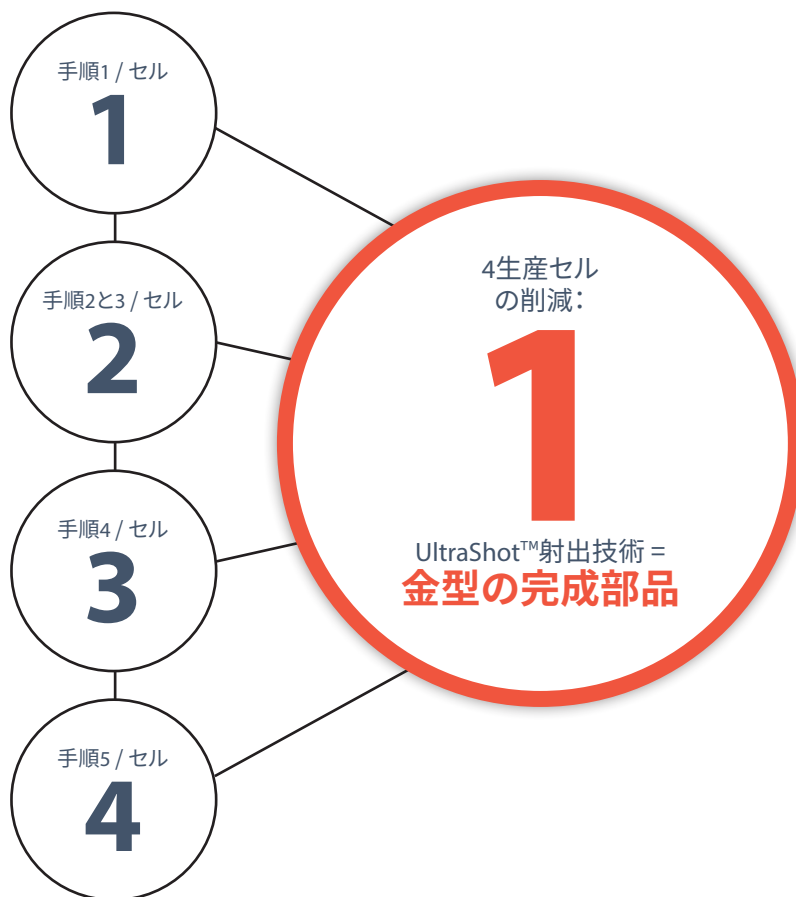 手順1 / セル
1
手順2と3 / セル
2
手順4 / セル
3
手順5 / セル
4
4生産セル
の削減：
1
UltraShot™射出技術 =
金型の完成部品